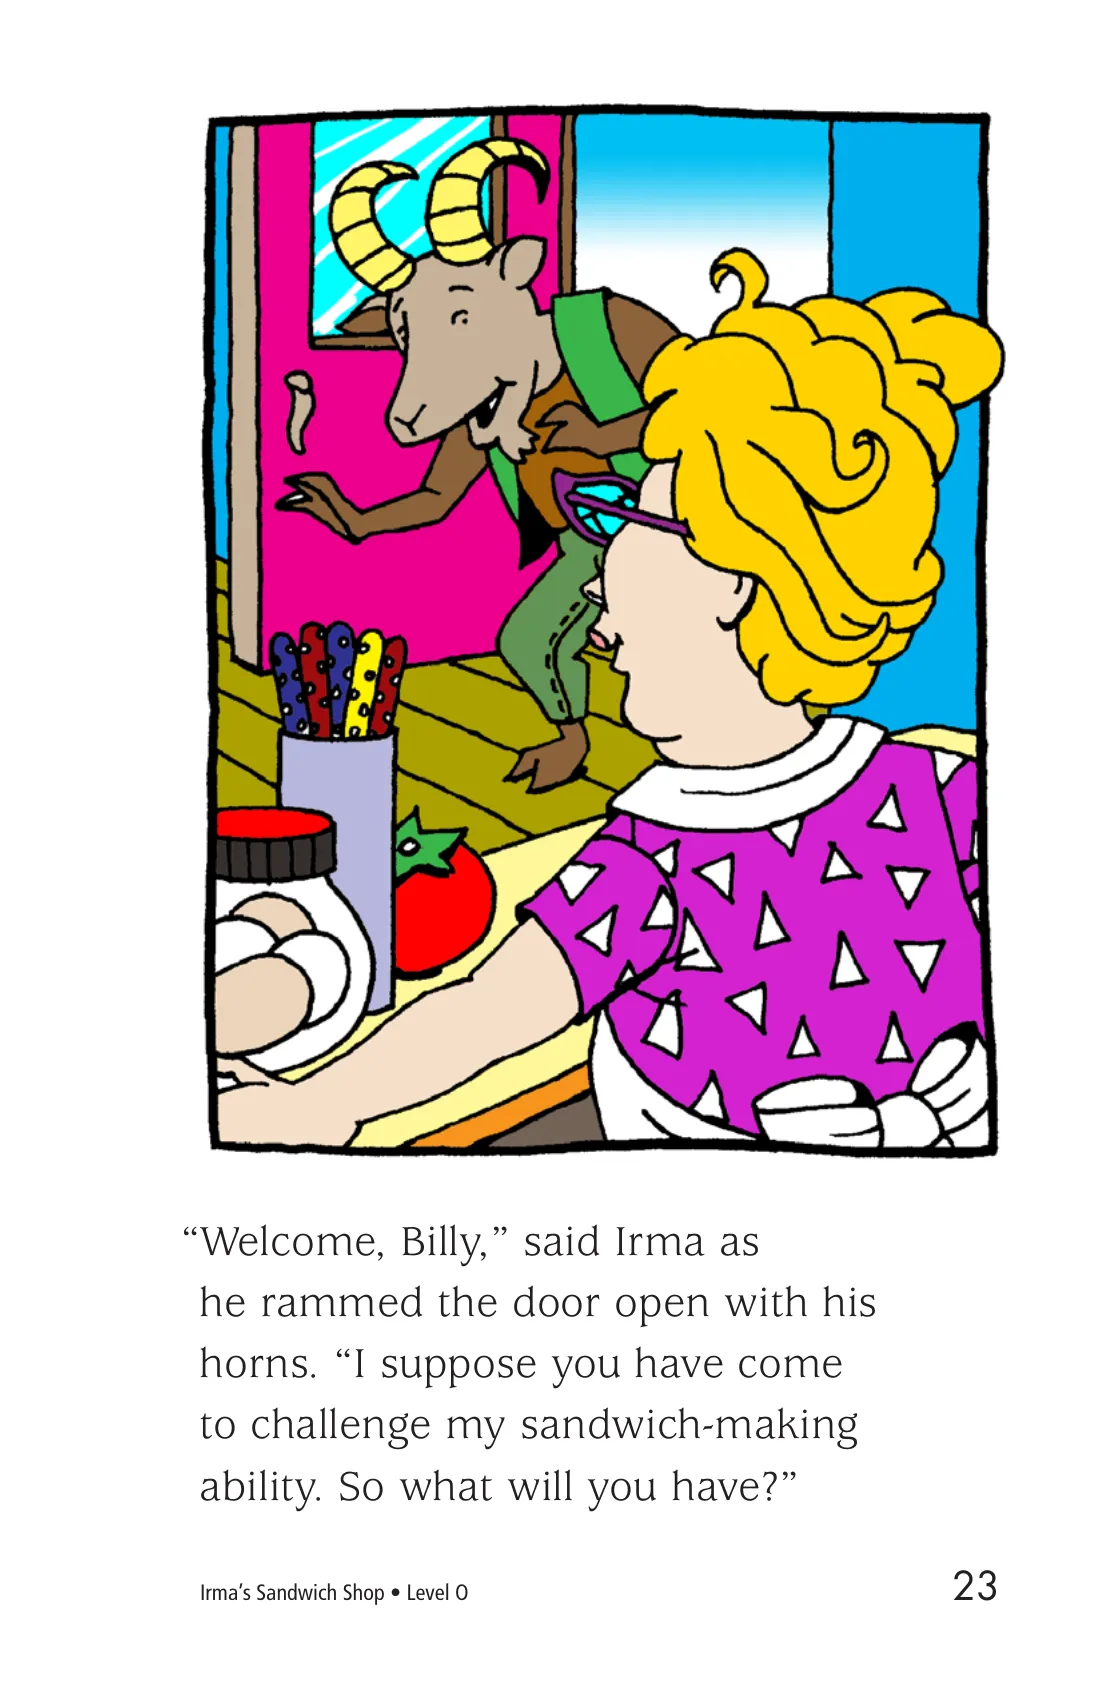 “Welcome, Billy,” said Irma as
he rammed the door open with his
horns. “I suppose you have come
to challenge my sandwich-making
ability. So what will you have?”
Irma’s Sandwich Shop • Level O
23